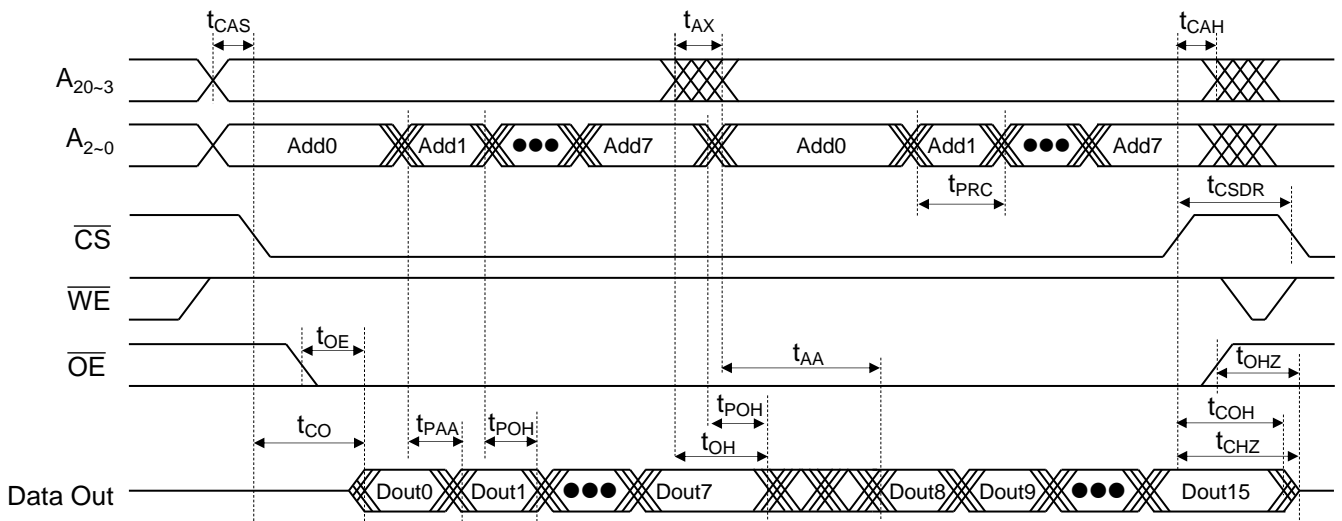 tCAS tAX tCAH
A20~3
A2~0 Add0 Add1 ●●● Add7 Add0 Add1 ●●● Add7
tPRC tCSDR
CS
WE
tOE tAA tOHZ
OE
tPOH tCOH
tCO tPAA tPOH tOH tCHZ
Data Out Dout0 Dout1 ●●● Dout7 Dout8 Dout9 ●●● Dout15